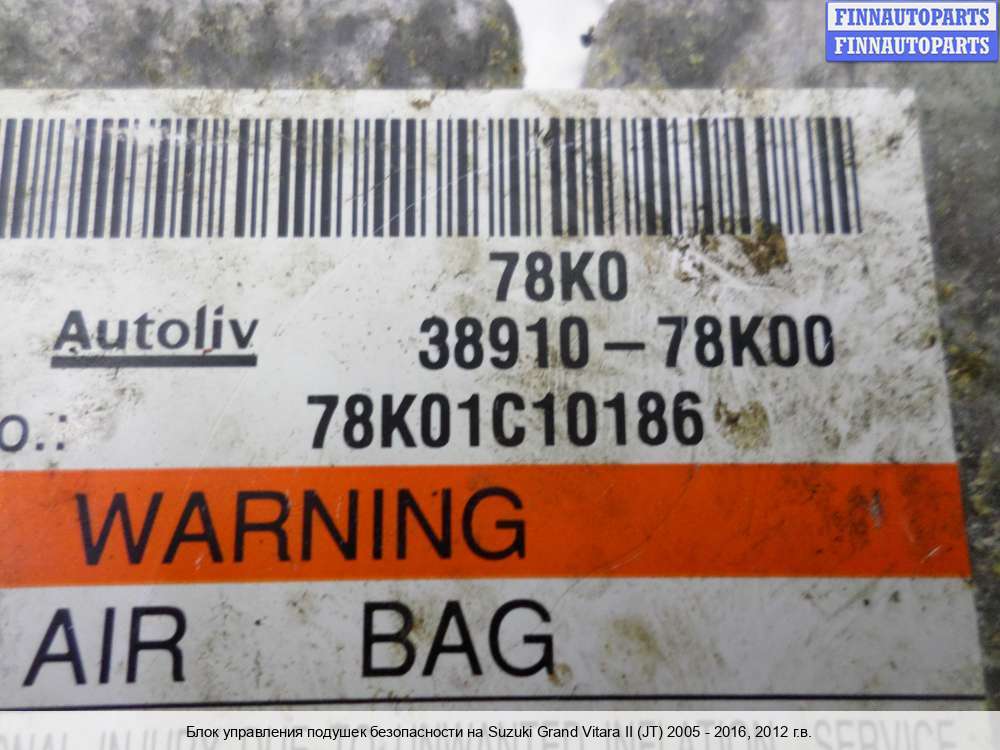 FINNAUTOPARTS
FINNAUTOPARTS
78K0
Autoliv 38910-78K00
o.: 78K01C10186
WARNING
AIR BAG
Блок управления подушек безопасности на Suzuki Grand Vitara II (JT) 2005 - 2016, 2012 г.в.